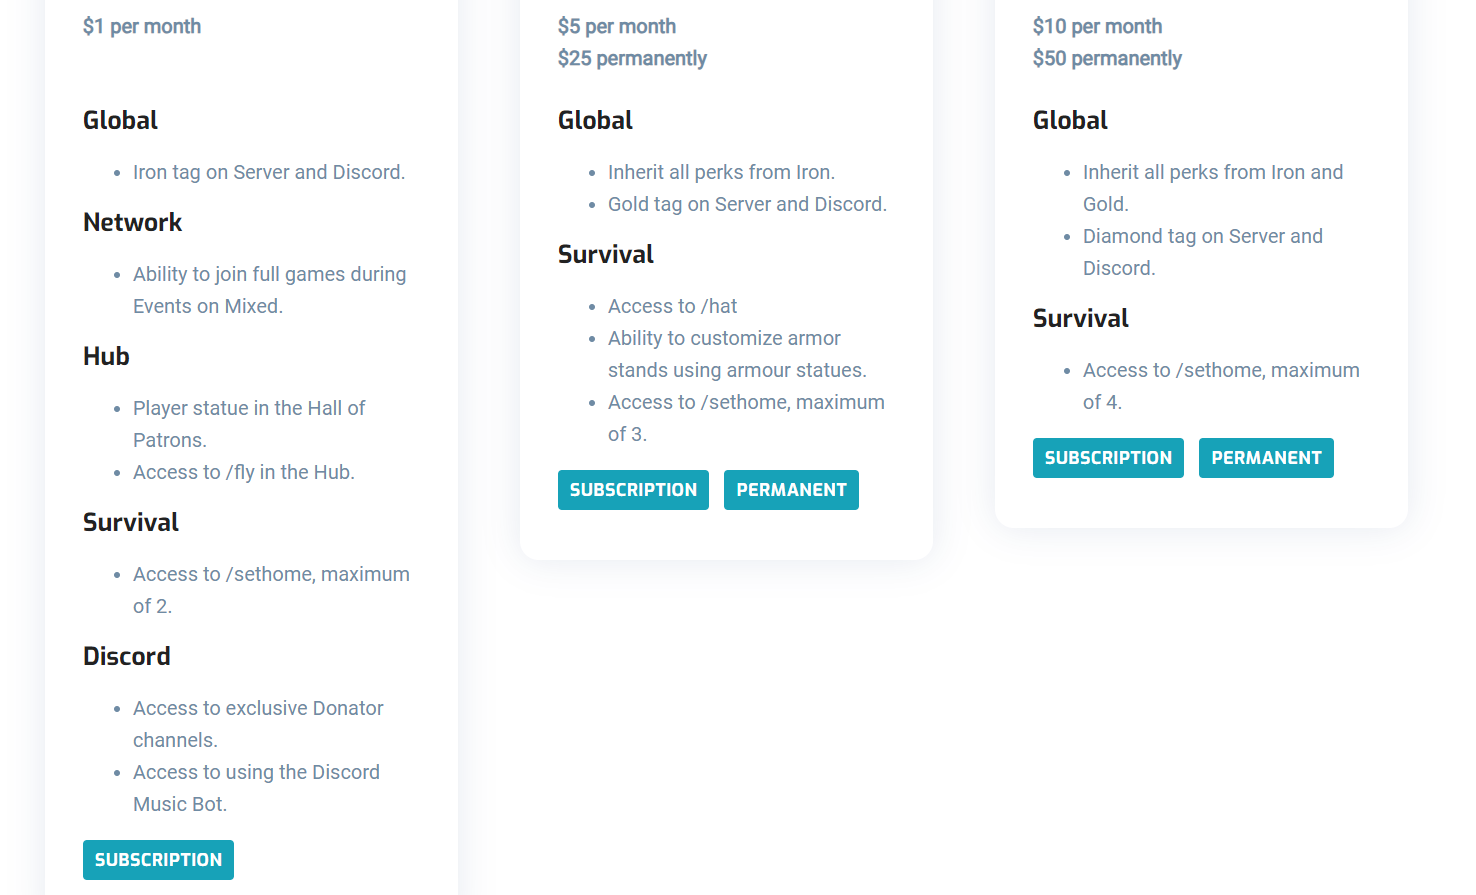 $1 per month
Global
Iron tag on Server and Discord.
Network
Ability to join full games during
Events on Mixed.
Hub
Player statue in the Hall of
Patrons.
Access to /fly in the Hub.
Survival
Access to /sethome, maximum
of 2.
Discord
Access to exclusive Donator
channels.
Access to using the Discord
Music Bot.
SUBSCRIPTION
$5 per month
$25 permanently
Global
Inherit all perks from Iron.
Gold tag on Server and Discord.
Survival
Access to /hat
Ability to customize armor
stands using armour statues.
Access to /sethome, maximum
of 3.
SUBSCRIPTION
PERMANENT
$10 per month
$50 permanently
Global
Inherit all perks from Iron and
Gold.
Diamond tag on Server and
Discord.
Survival
Access to /sethome, maximum
of 4.
SUBSCRIPTION
PERMANENT